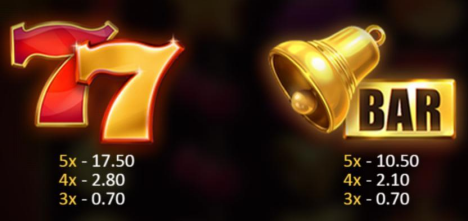 77
BAR
5x - 17.50
4x - 2.80
3x - 0.70
5x - 10.50
4x - 2.10
3x - 0.70